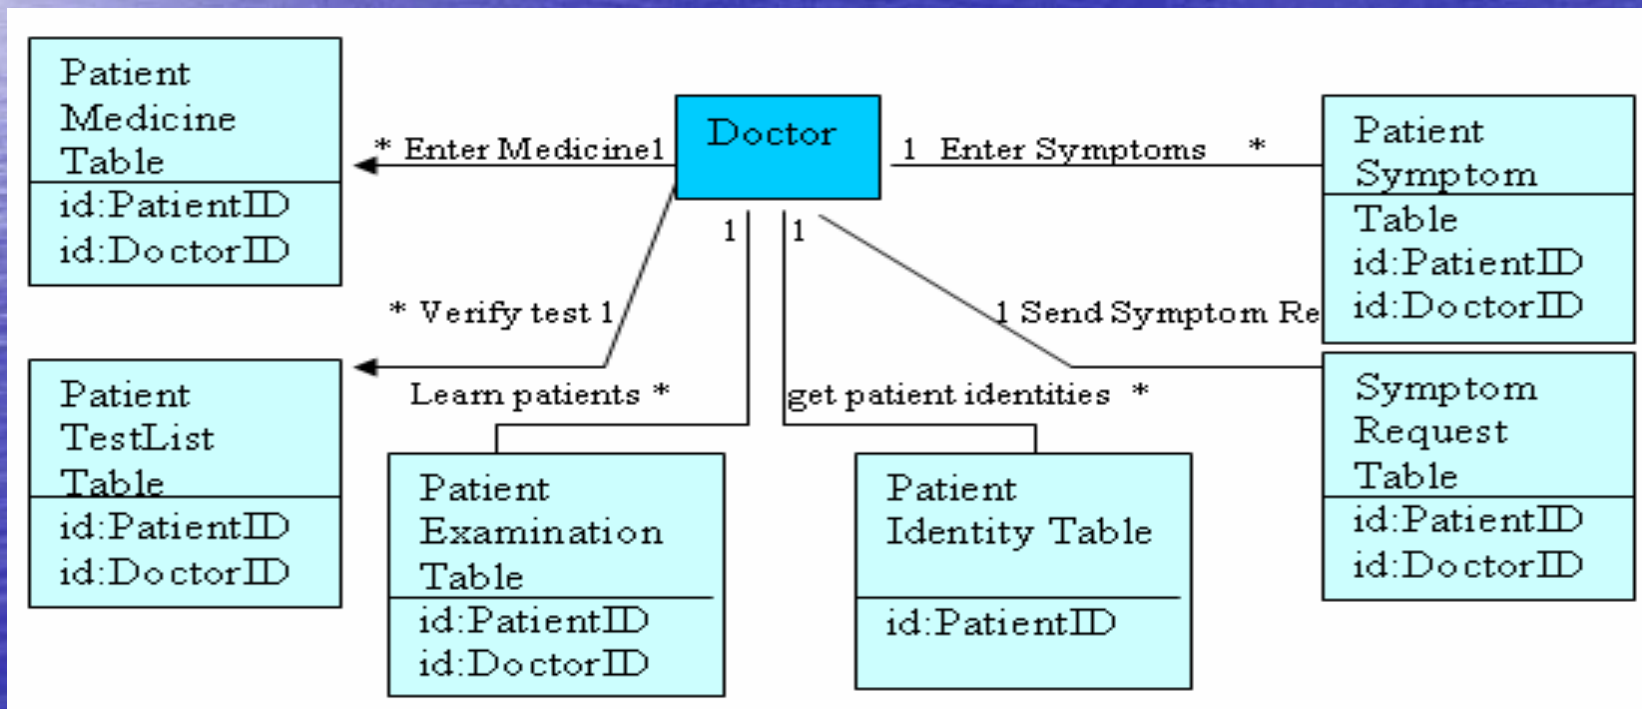 Patient
Medicine
Table
id:PatientID
id:DoctorID
* Enter Medicine1
Doctor
1 Enter Symptoms *
Patient
Symptom
Table
id:PatientID
id:DoctorID
1
1
* Verify test 1
1 Send Symptom Re
Learn patients *
get patient identities *
Patient
TestList
Table
id:PatientID
id:DoctorID
Patient
Examination
Table
id:PatientID
id:DoctorID
Patient
Identity Table
id:PatientID
Symptom
Request
Table
id:PatientID
id:DoctorID